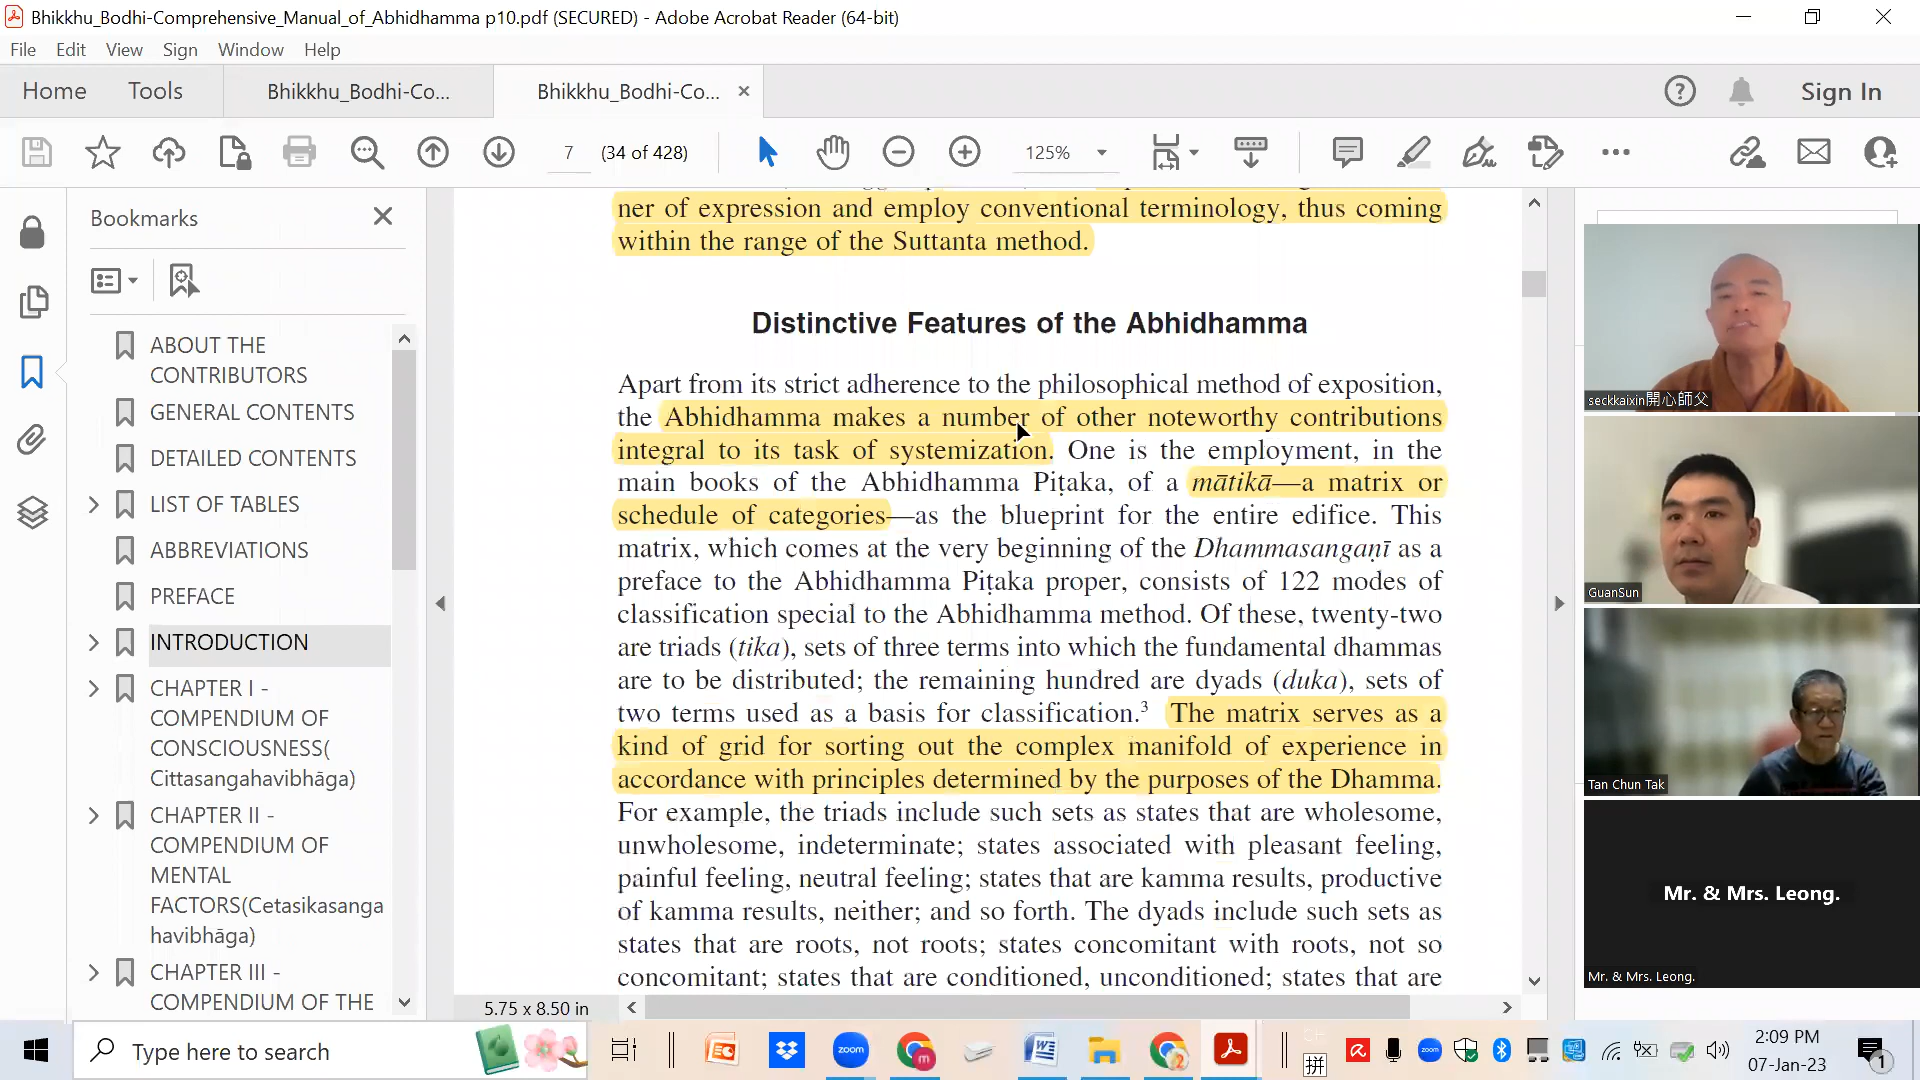 Bhikkhu_Bodhi-Comprehensive_Manual_of_Abhidhamma p10.pdf (SECURED) - Adobe Acrobat Reader (64-bit)
File Edit View Sign Window Help
Home Tools Bhikkhu_Bodhi-Co... Bhikkhu_Bodhi-Co... Sign In
7 (34 of 428) 125%
Bookmarks
ABOUT THE
CONTRIBUTORS
GENERAL CONTENTS
DETAILED CONTENTS
LIST OF TABLES
ABBREVIATIONS
PREFACE
INTRODUCTION
CHAPTER I -
COMPENDIUM OF
CONSCIOUSNESS(
Cittasangahavibhāga)
CHAPTER II -
COMPENDIUM OF
MENTAL
FACTORS(Cetasikasanga
havibhāga)
CHAPTER III -
COMPENDIUM OF THE
ner of expression and employ conventional terminology, thus coming
within the range of the Suttanta method.
Distinctive Features of the Abhidhamma
Apart from its strict adherence to the philosophical method of exposition,
the Abhidhamma makes a number of other noteworthy contributions
integral to its task of systemization. One is the employment, in the
main books of the Abhidhamma Piṭaka, of a mātikā—a matrix or
schedule of categories—as the blueprint for the entire edifice. This
matrix, which comes at the very beginning of the Dhammasangaṇī as a
preface to the Abhidhamma Piṭaka proper, consists of 122 modes of
classification special to the Abhidhamma method. Of these, twenty-two
are triads (tika), sets of three terms into which the fundamental dhammas
are to be distributed; the remaining hundred are dyads (duka), sets of
two terms used as a basis for classification.³ The matrix serves as a
kind of grid for sorting out the complex manifold of experience in
accordance with principles determined by the purposes of the Dhamma.
For example, the triads include such sets as states that are wholesome,
unwholesome, indeterminate; states associated with pleasant feeling,
painful feeling, neutral feeling; states that are kamma results, productive
of kamma results, neither; and so forth. The dyads include such sets as
states that are roots, not roots; states concomitant with roots, not so
concomitant; states that are conditioned, unconditioned; states that are
5.75 x 8.50 in
seckkaixin開心師父
GuanSun
Tan Chun Tak
Mr. & Mrs. Leong.
Mr. & Mrs. Leong.
Type here to search
zoom
m
zoom
拼
2:09 PM
07-Jan-23
1